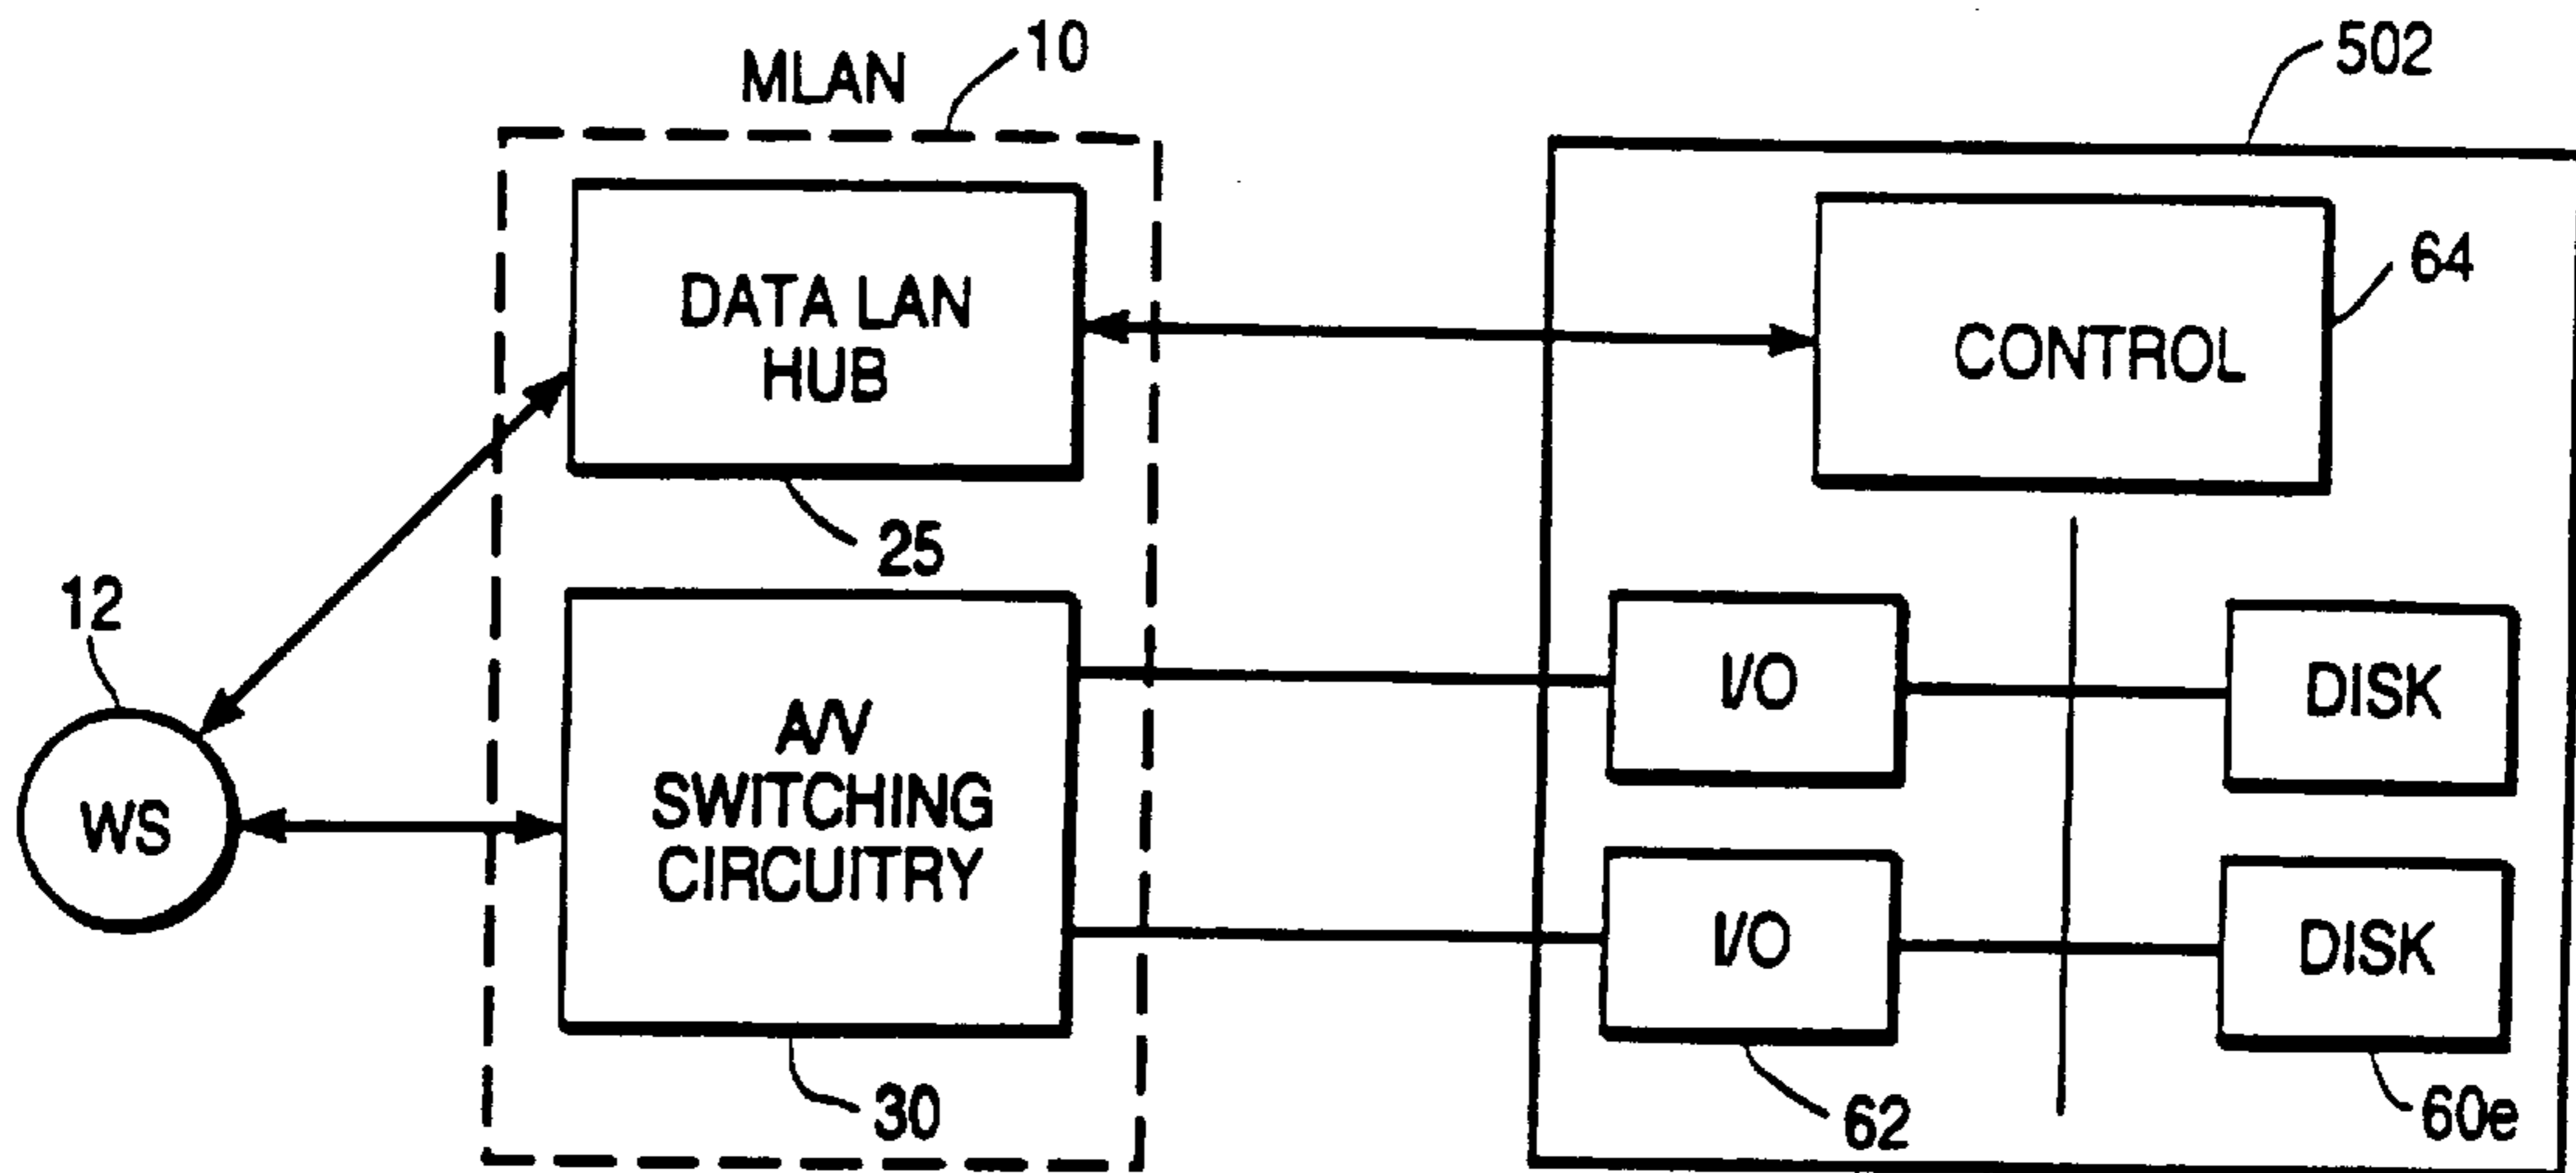 MLAN
10
502
DATA LAN
HUB
25
CONTROL
64
12
WS
A/V
SWITCHING
CIRCUITRY
30
I/O
DISK
I/O
DISK
62
60e